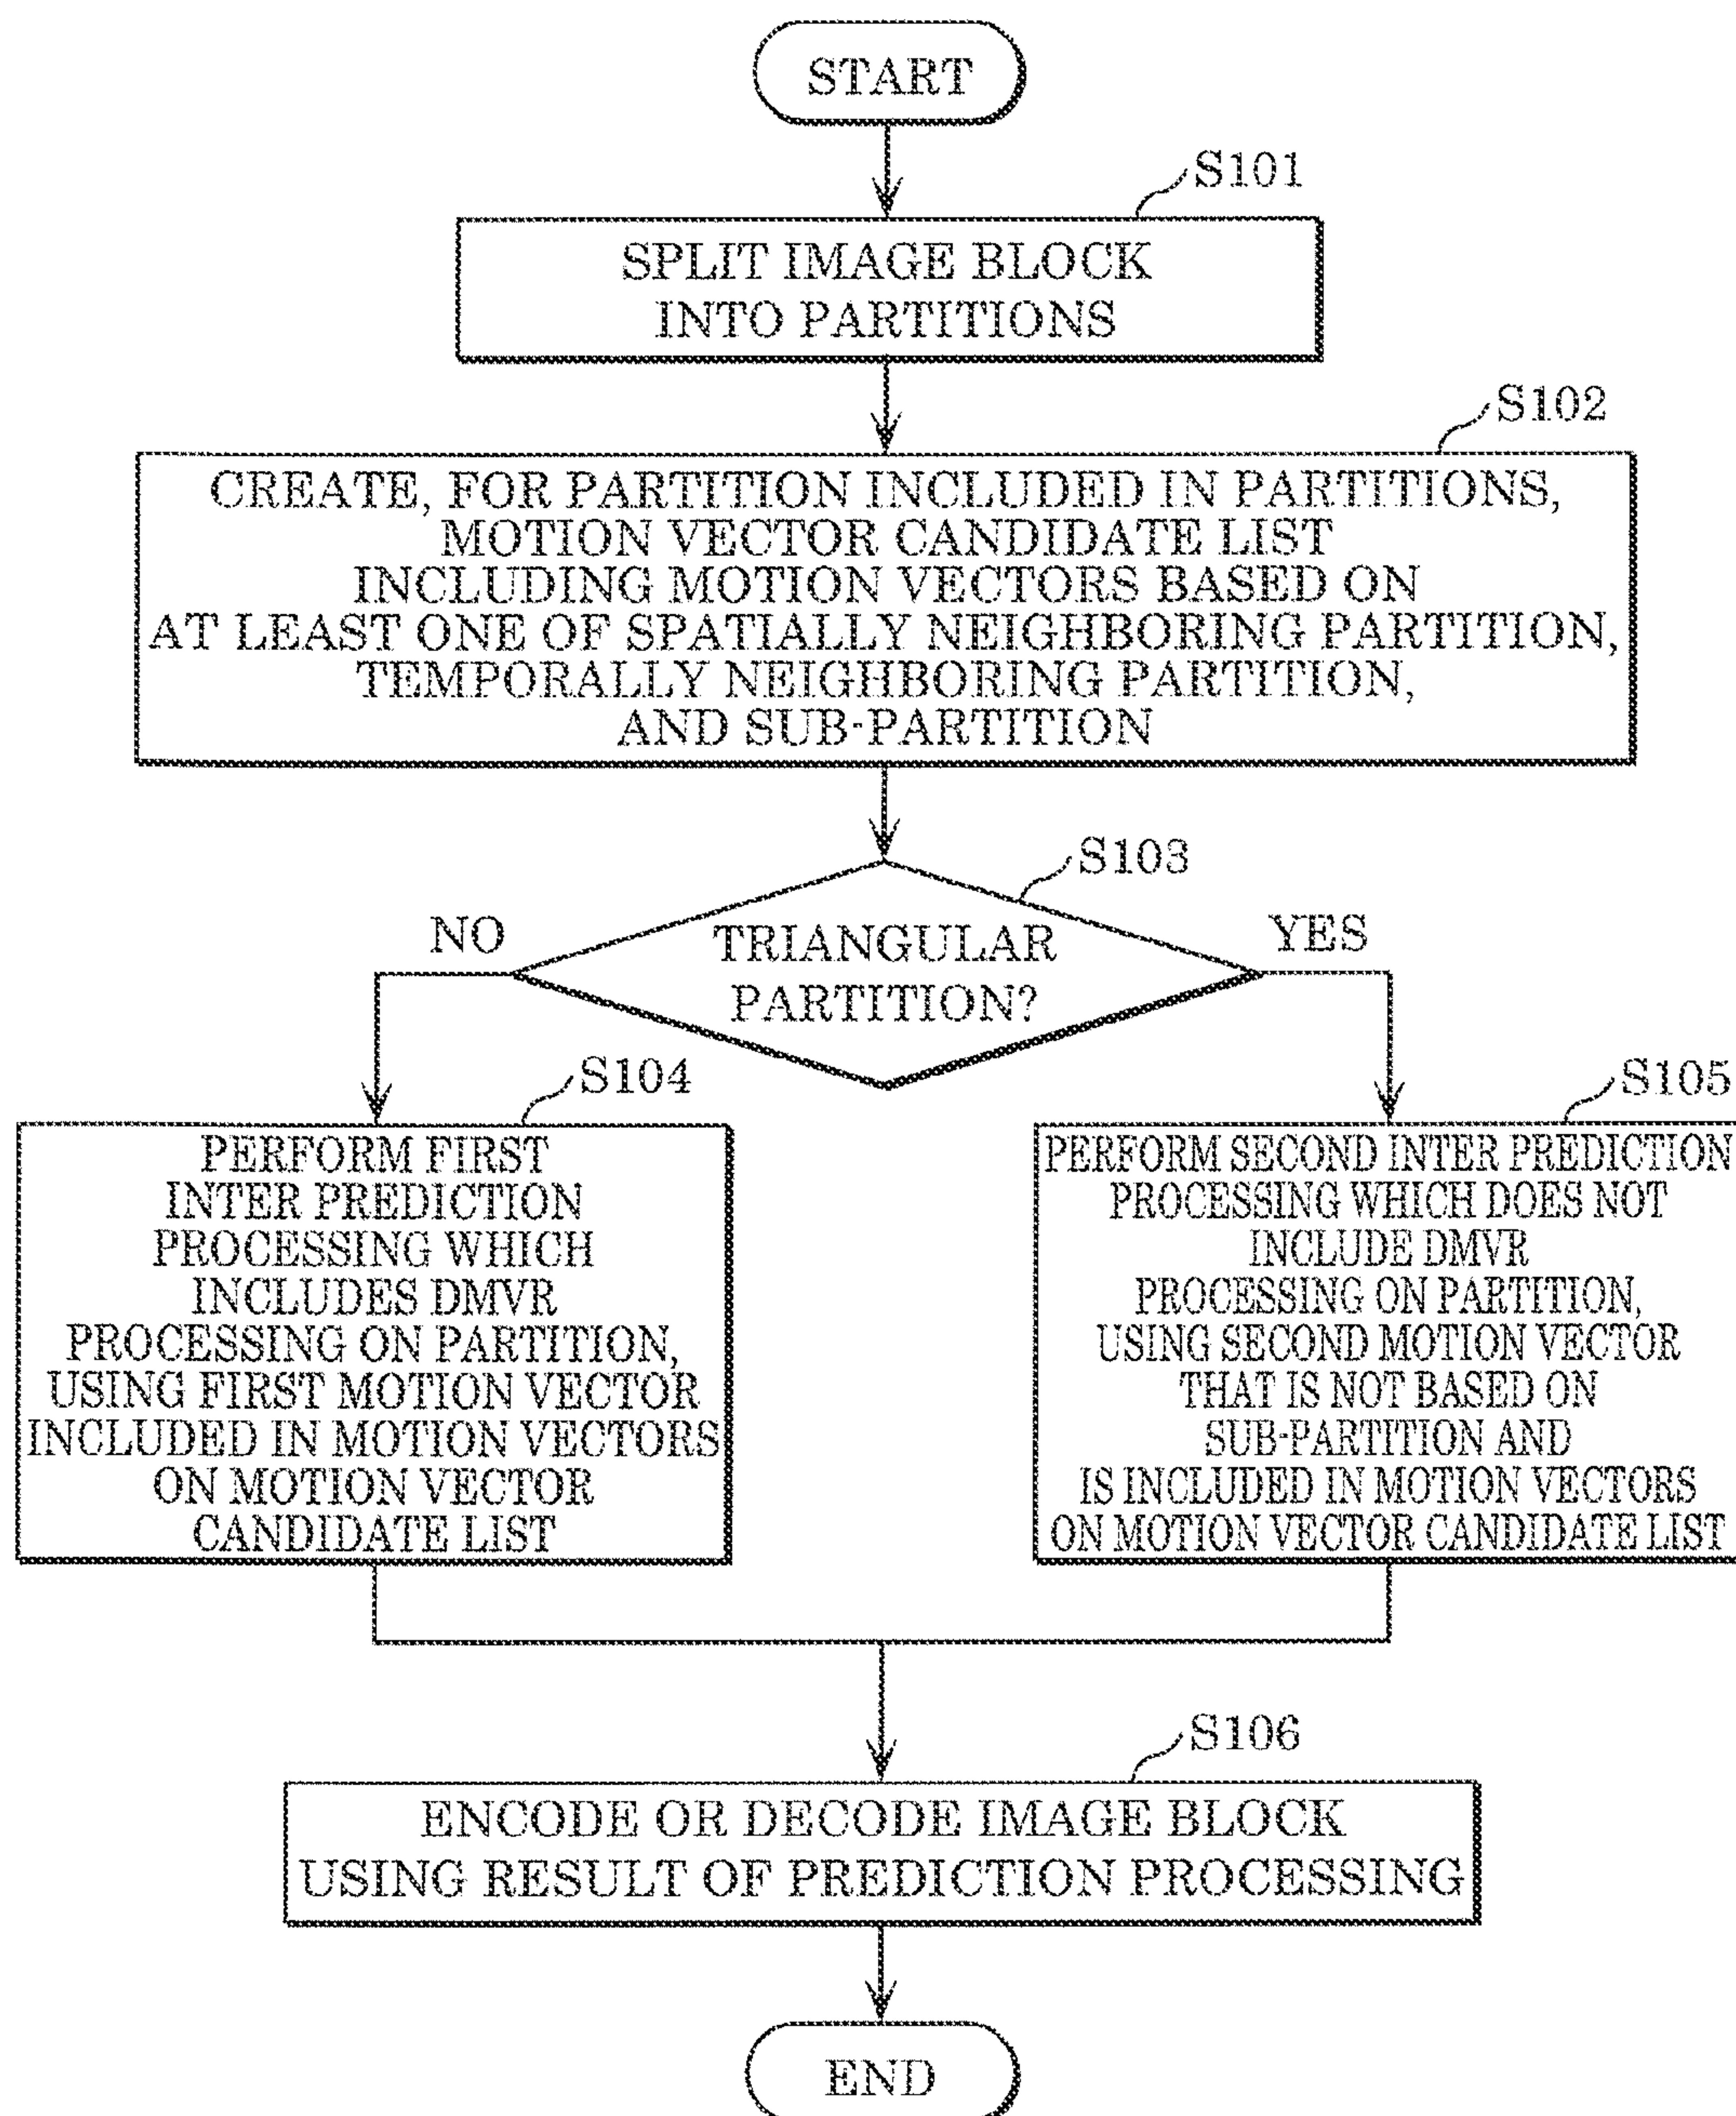 START
S101
SPLIT IMAGE BLOCK
INTO PARTITIONS
S102
CREATE, FOR PARTITION INCLUDED IN PARTITIONS,
MOTION VECTOR CANDIDATE LIST
INCLUDING MOTION VECTORS BASED ON
AT LEAST ONE OF SPATIALLY NEIGHBORING PARTITION,
TEMPORALLY NEIGHBORING PARTITION,
AND SUB-PARTITION
S103
NO
TRIANGULAR
PARTITION?
YES
S104
PERFORM FIRST
INTER PREDICTION
PROCESSING WHICH
INCLUDES DMVR
PROCESSING ON PARTITION,
USING FIRST MOTION VECTOR
INCLUDED IN MOTION VECTORS
ON MOTION VECTOR
CANDIDATE LIST
S105
PERFORM SECOND INTER PREDICTION
PROCESSING WHICH DOES NOT
INCLUDE DMVR
PROCESSING ON PARTITION,
USING SECOND MOTION VECTOR
THAT IS NOT BASED ON
SUB-PARTITION AND
IS INCLUDED IN MOTION VECTORS
ON MOTION VECTOR CANDIDATE LIST
S106
ENCODE OR DECODE IMAGE BLOCK
USING RESULT OF PREDICTION PROCESSING
END